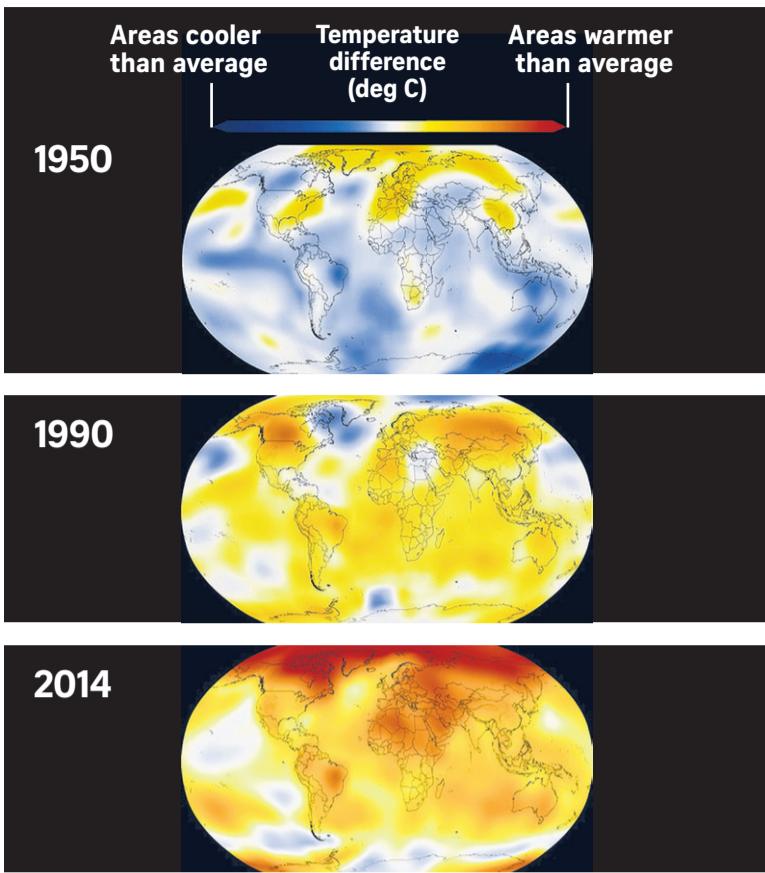 Areas cooler
than average
Temperature
difference
(deg C)
Areas warmer
than average
1950
1990
2014